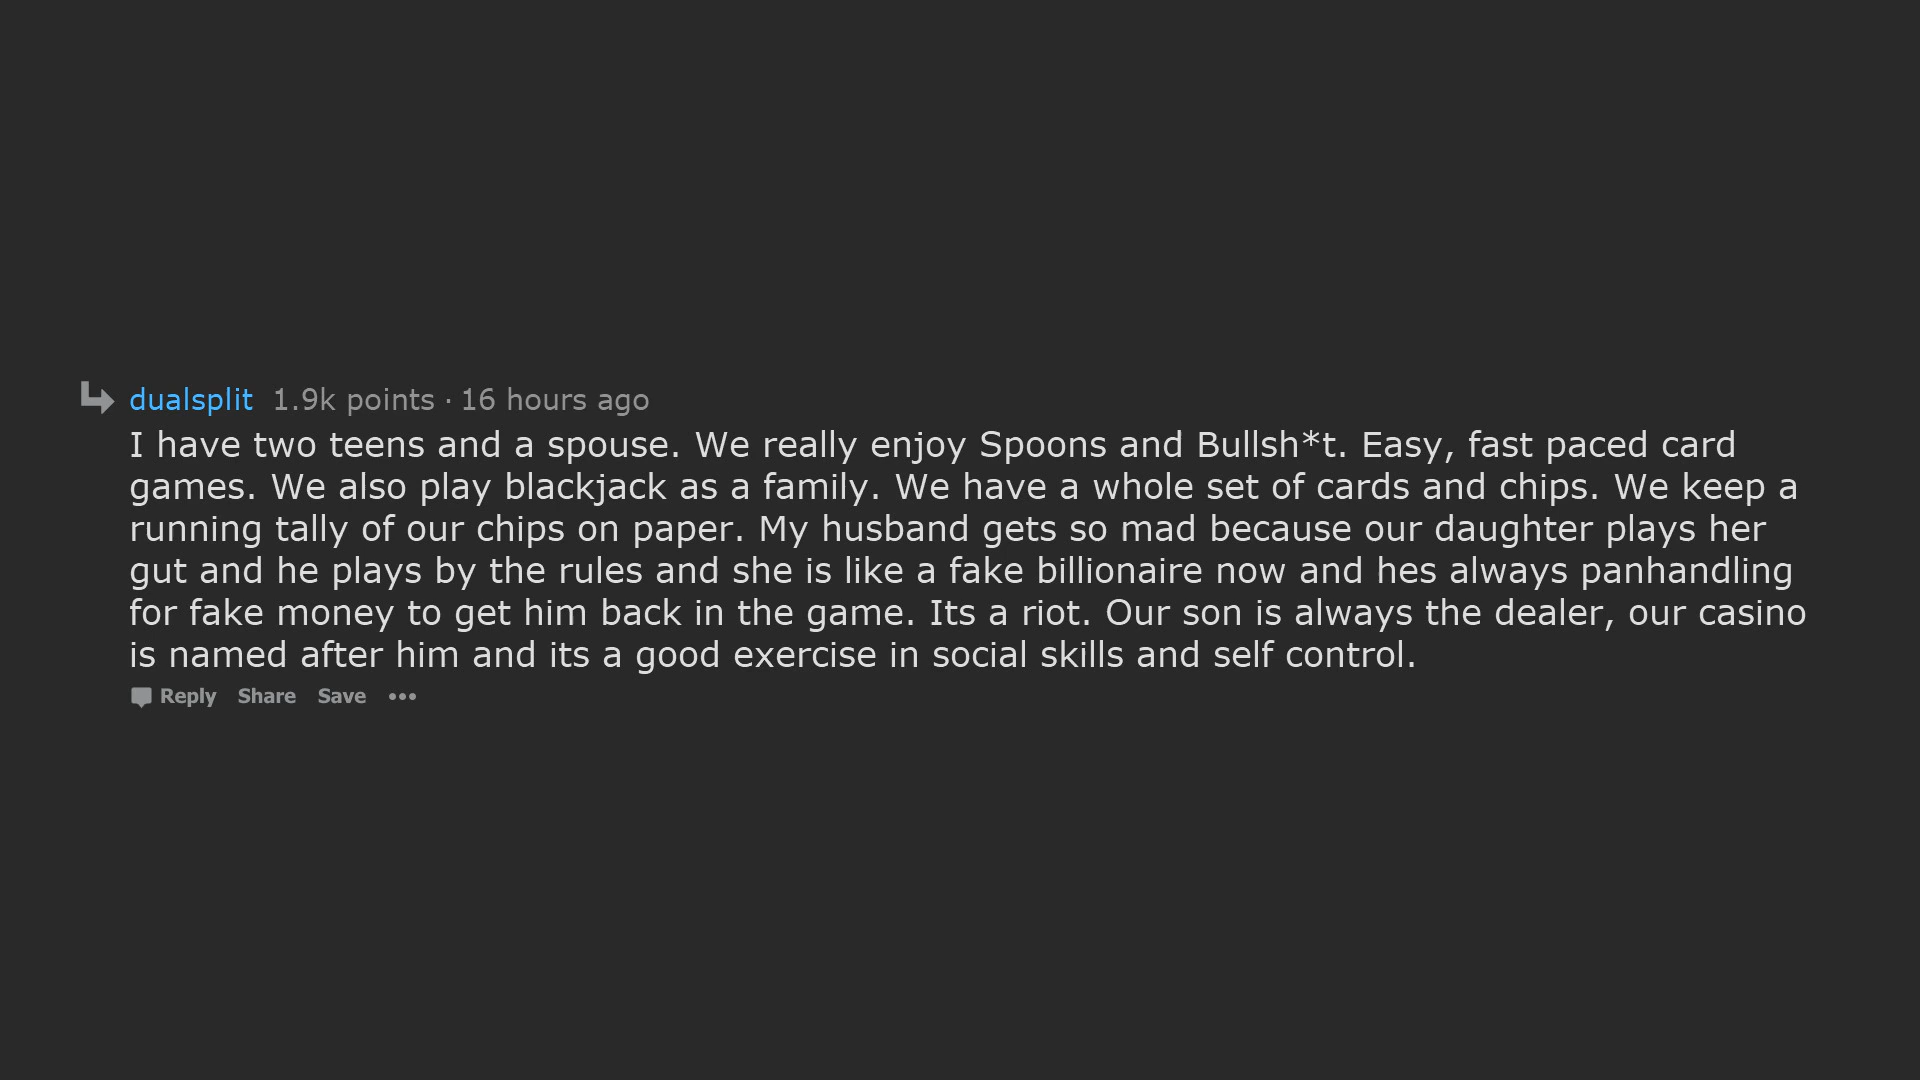 dualsplit 1.9k points · 16 hours ago
I have two teens and a spouse. We really enjoy Spoons and Bullsh*t. Easy, fast paced card
games. We also play blackjack as a family. We have a whole set of cards and chips. We keep a
running tally of our chips on paper. My husband gets so mad because our daughter plays her
gut and he plays by the rules and she is like a fake billionaire now and hes always panhandling
for fake money to get him back in the game. Its a riot. Our son is always the dealer, our casino
is named after him and its a good exercise in social skills and self control.
Reply Share Save •••